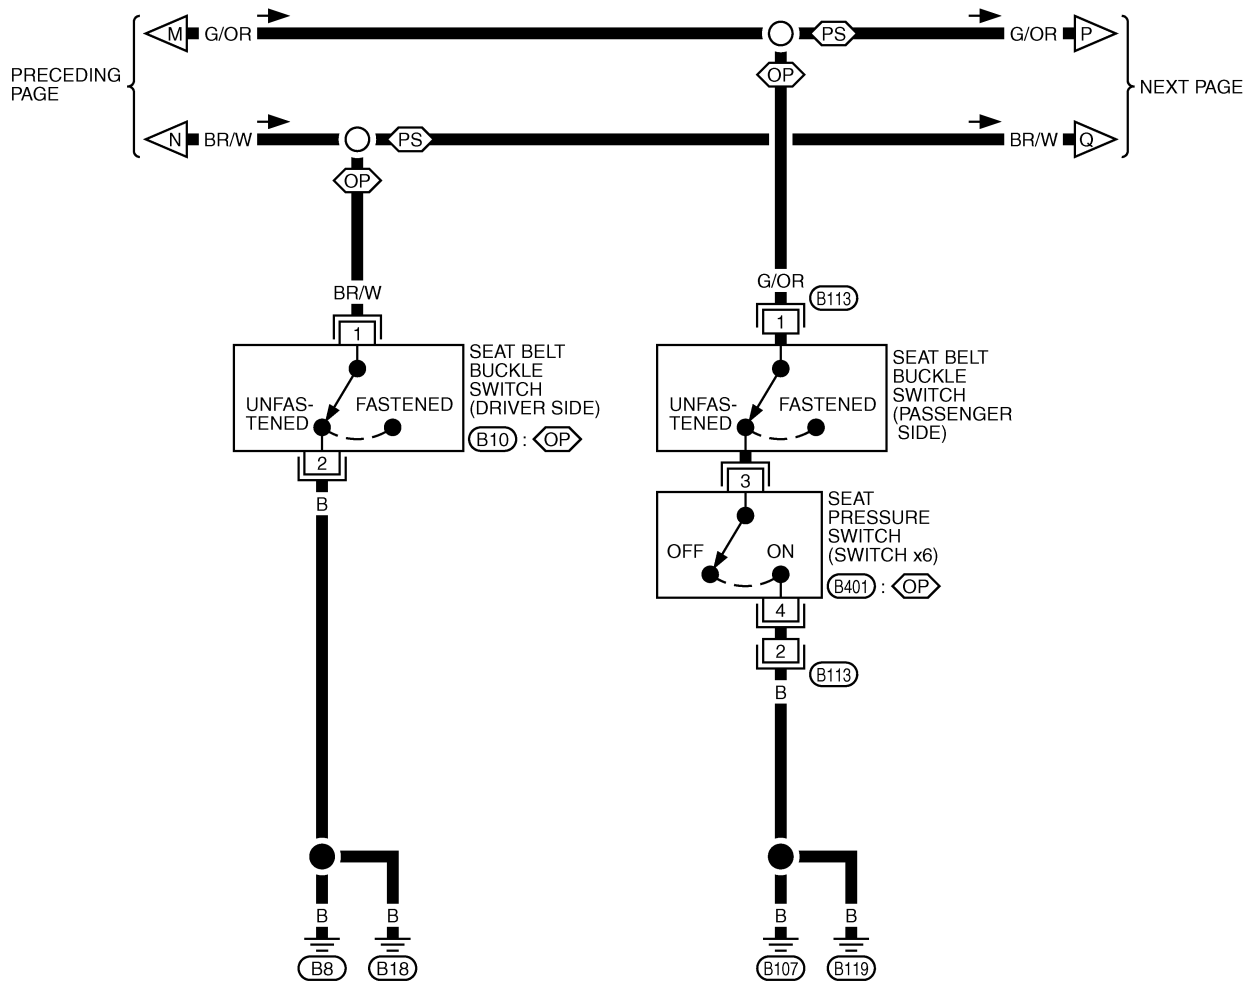 M G/OR PS G/OR P
OP
PRECEDING
PAGE
NEXT PAGE
N BR/W PS BR/W Q
OP
BR/W
1
SEAT BELT
BUCKLE
SWITCH
(DRIVER SIDE)
UNFAS-
TENED
FASTENED
B10 : OP
2
B
G/OR
B113
1
SEAT BELT
BUCKLE
SWITCH
(PASSENGER
SIDE)
UNFAS-
TENED
FASTENED
3
SEAT
PRESSURE
SWITCH
(SWITCH x6)
OFF ON
B401 : OP
4
2
B113
B
B B
B8 B18
B B
B107 B119